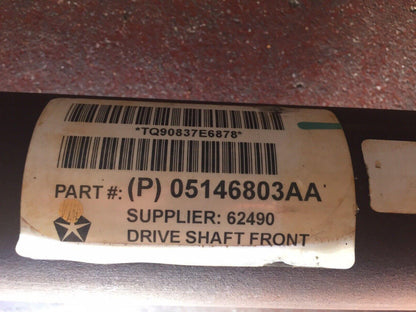 *TQ90837E6878*
PART #: (P) 05146803AA
SUPPLIER: 62490
DRIVE SHAFT FRONT